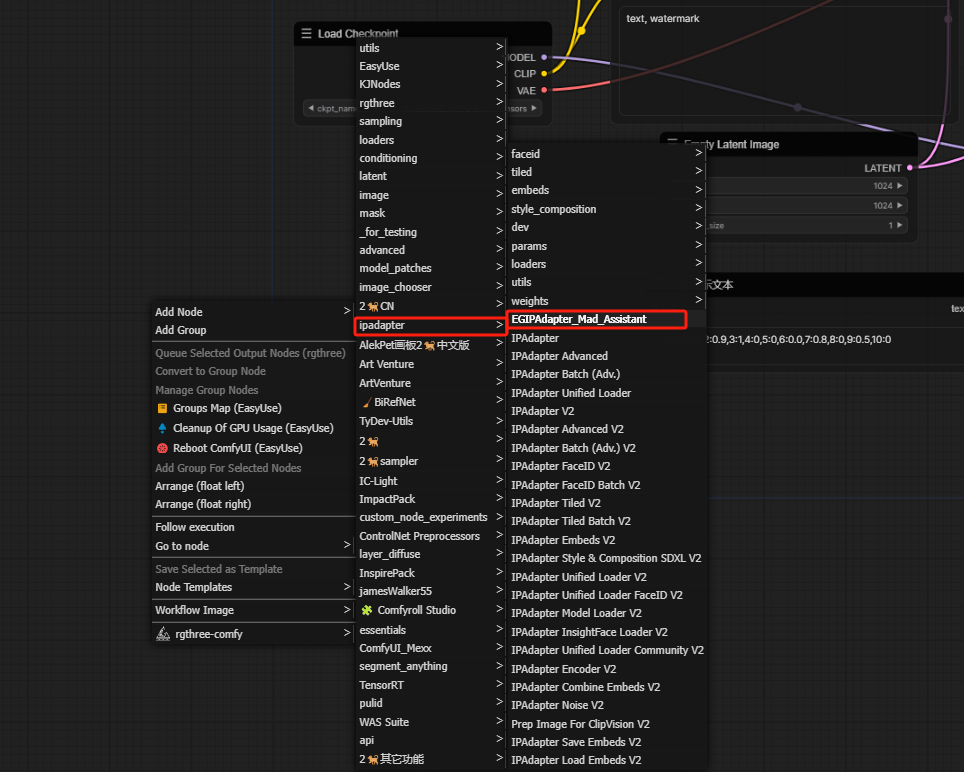 Load Checkpoint
MODEL
CLIP
VAE
ckpt_name
text, watermark
Empty Latent Image
LATENT
1024
1024
1
Add Node
Add Group
Queue Selected Output Nodes (rgthree)
Convert to Group Node
Manage Group Nodes
Groups Map (EasyUse)
Cleanup Of GPU Usage (EasyUse)
Reboot ComfyUI (EasyUse)
Add Group For Selected Nodes
Arrange (float left)
Arrange (float right)
Follow execution
Go to node
Save Selected as Template
Node Templates
Workflow Image
rgthree-comfy
utils
EasyUse
KJNodes
rgthree
sampling
loaders
conditioning
latent
image
mask
_for_testing
advanced
model_patches
image_chooser
2🐕CN
ipadapter
AlekPet画板2🐕中文版
Art Venture
ArtVenture
BiRefNet
TyDev-Utils
2🐕
2🐕sampler
IC-Light
ImpactPack
custom_node_experiments
ControlNet Preprocessors
layer_diffuse
InspirePack
jamesWalker55
🧩 Comfyroll Studio
essentials
ComfyUI_Mexx
segment_anything
TensorRT
pulid
WAS Suite
api
2🐕其它功能
faceid
tiled
embeds
style_composition
dev
params
loaders
utils
weights
EGIPAdapter_Mad_Assistant
IPAdapter
IPAdapter Advanced
IPAdapter Batch (Adv.)
IPAdapter Unified Loader
IPAdapter V2
IPAdapter Advanced V2
IPAdapter Batch (Adv.) V2
IPAdapter FaceID V2
IPAdapter FaceID Batch V2
IPAdapter Tiled V2
IPAdapter Tiled Batch V2
IPAdapter Embeds V2
IPAdapter Style & Composition SDXL V2
IPAdapter Unified Loader V2
IPAdapter Unified Loader FaceID V2
IPAdapter Model Loader V2
IPAdapter InsightFace Loader V2
IPAdapter Unified Loader Community V2
IPAdapter Encoder V2
IPAdapter Combine Embeds V2
IPAdapter Noise V2
Prep Image For ClipVision V2
IPAdapter Save Embeds V2
IPAdapter Load Embeds V2
示文本
tex
2:0.9,3:1,4:0,5:0,6:0.0,7:0.8,8:0,9:0.5,10:0